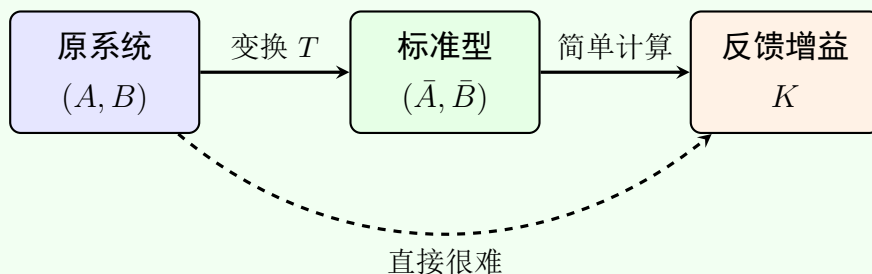 原系统
(A, B)
变换 T
标准型
(Ā, B̄)
简单计算
反馈增益
K
直接很难